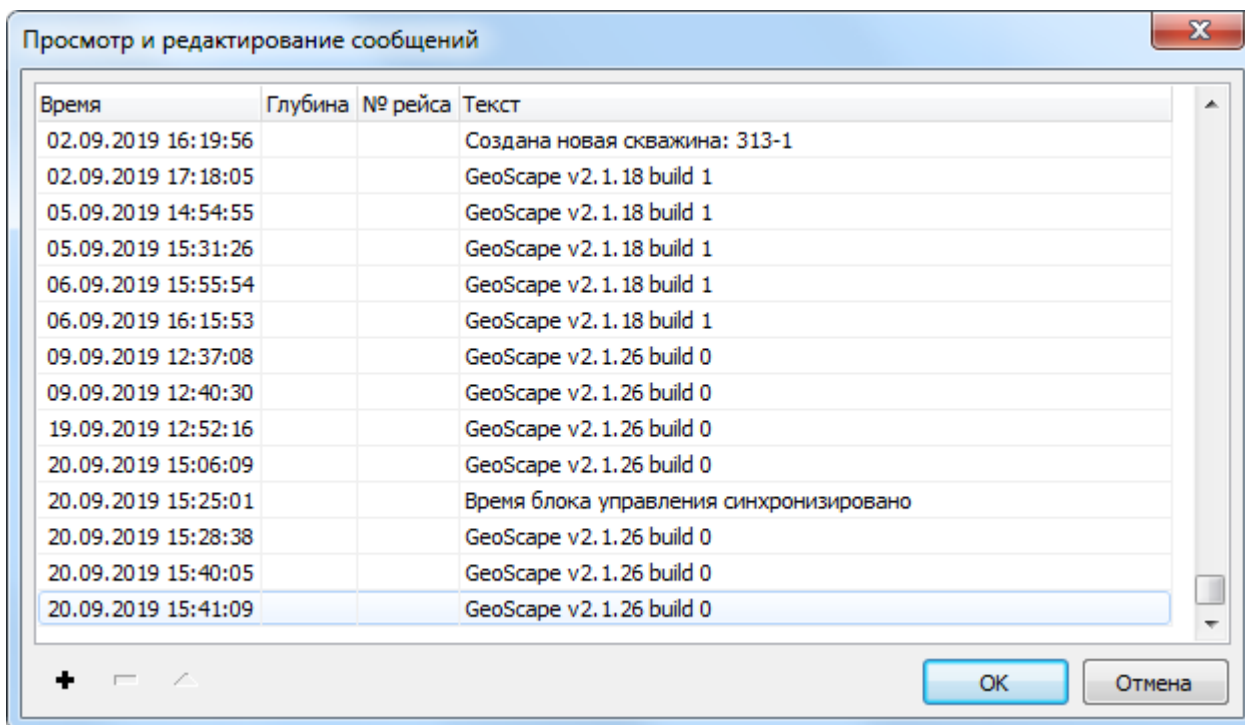 Просмотр и редактирование сообщений
Время Глубина № рейса Текст
02.09.2019 16:19:56 Создана новая скважина: 313-1
02.09.2019 17:18:05 GeoScape v2.1.18 build 1
05.09.2019 14:54:55 GeoScape v2.1.18 build 1
05.09.2019 15:31:26 GeoScape v2.1.18 build 1
06.09.2019 15:55:54 GeoScape v2.1.18 build 1
06.09.2019 16:15:53 GeoScape v2.1.18 build 1
09.09.2019 12:37:08 GeoScape v2.1.26 build 0
09.09.2019 12:40:30 GeoScape v2.1.26 build 0
19.09.2019 12:52:16 GeoScape v2.1.26 build 0
20.09.2019 15:06:09 GeoScape v2.1.26 build 0
20.09.2019 15:25:01 Время блока управления синхронизировано
20.09.2019 15:28:38 GeoScape v2.1.26 build 0
20.09.2019 15:40:05 GeoScape v2.1.26 build 0
20.09.2019 15:41:09 GeoScape v2.1.26 build 0
OK Отмена